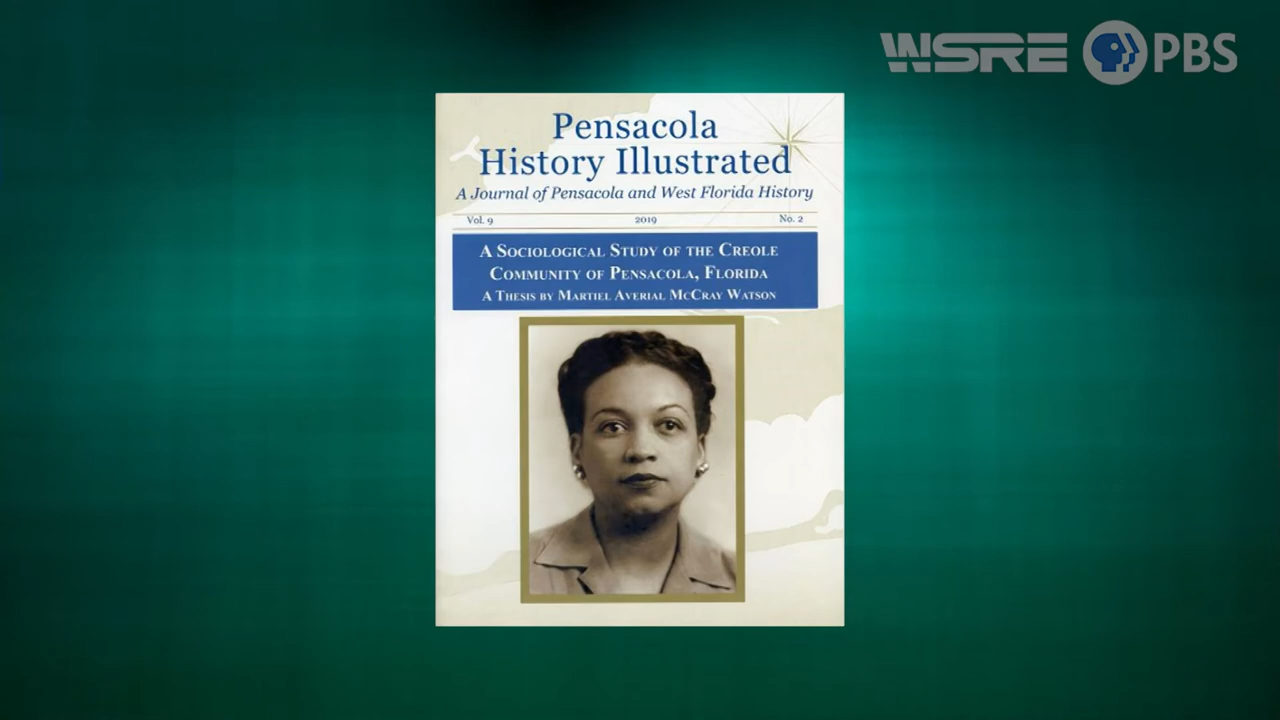 WSRE PBS
Pensacola
History Illustrated
A Journal of Pensacola and West Florida History
Vol. 9 2019 No. 2
A Sociological Study of the Creole
Community of Pensacola, Florida
A Thesis by Martiel Averial McCray Watson